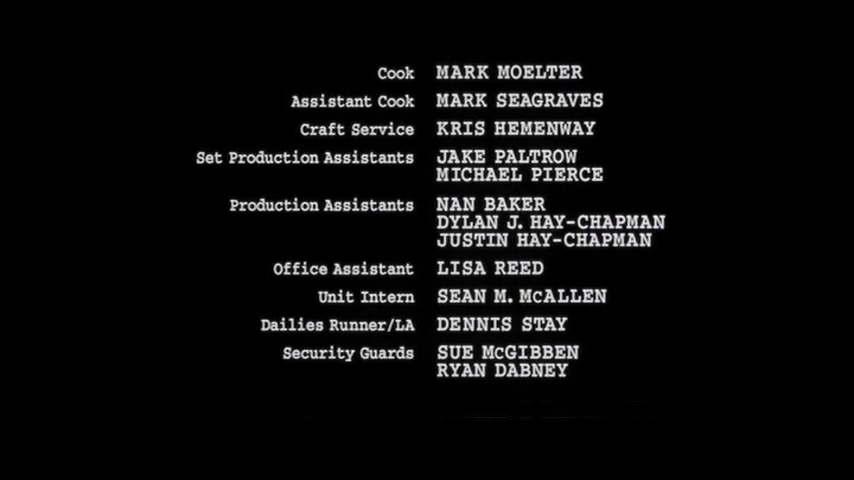 Cook MARK MOELTER
Assistant Cook MARK SEAGRAVES
Craft Service KRIS HEMENWAY
Set Production Assistants JAKE PALTROW
MICHAEL PIERCE
Production Assistants NAN BAKER
DYLAN J. HAY-CHAPMAN
JUSTIN HAY-CHAPMAN
Office Assistant LISA REED
Unit Intern SEAN M. McALLEN
Dailies Runner/LA DENNIS STAY
Security Guards SUE McGIBBEN
RYAN DABNEY